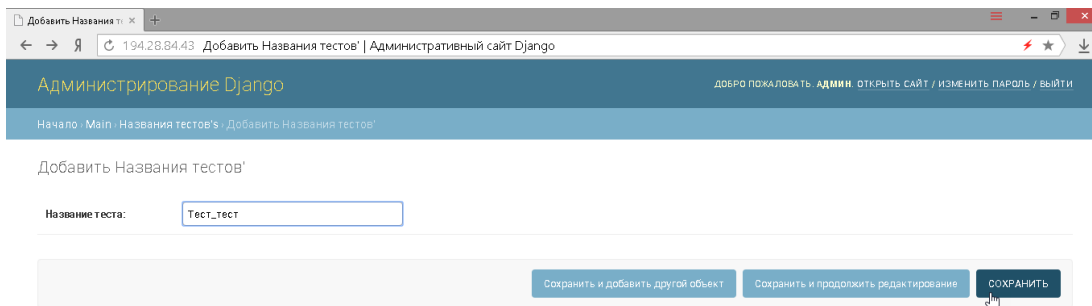 Добавить Названия т
194.28.84.43 Добавить Названия тестов' | Административный сайт Django
Администрирование Django
ДОБРО ПОЖАЛОВАТЬ, АДМИН. ОТКРЫТЬ САЙТ / ИЗМЕНИТЬ ПАРОЛЬ / ВЫЙТИ
Начало › Main › Названия тестов's › Добавить Названия тестов'
Добавить Названия тестов'
Название теста: Тест_тест
Сохранить и добавить другой объект Сохранить и продолжить редактирование СОХРАНИТЬ